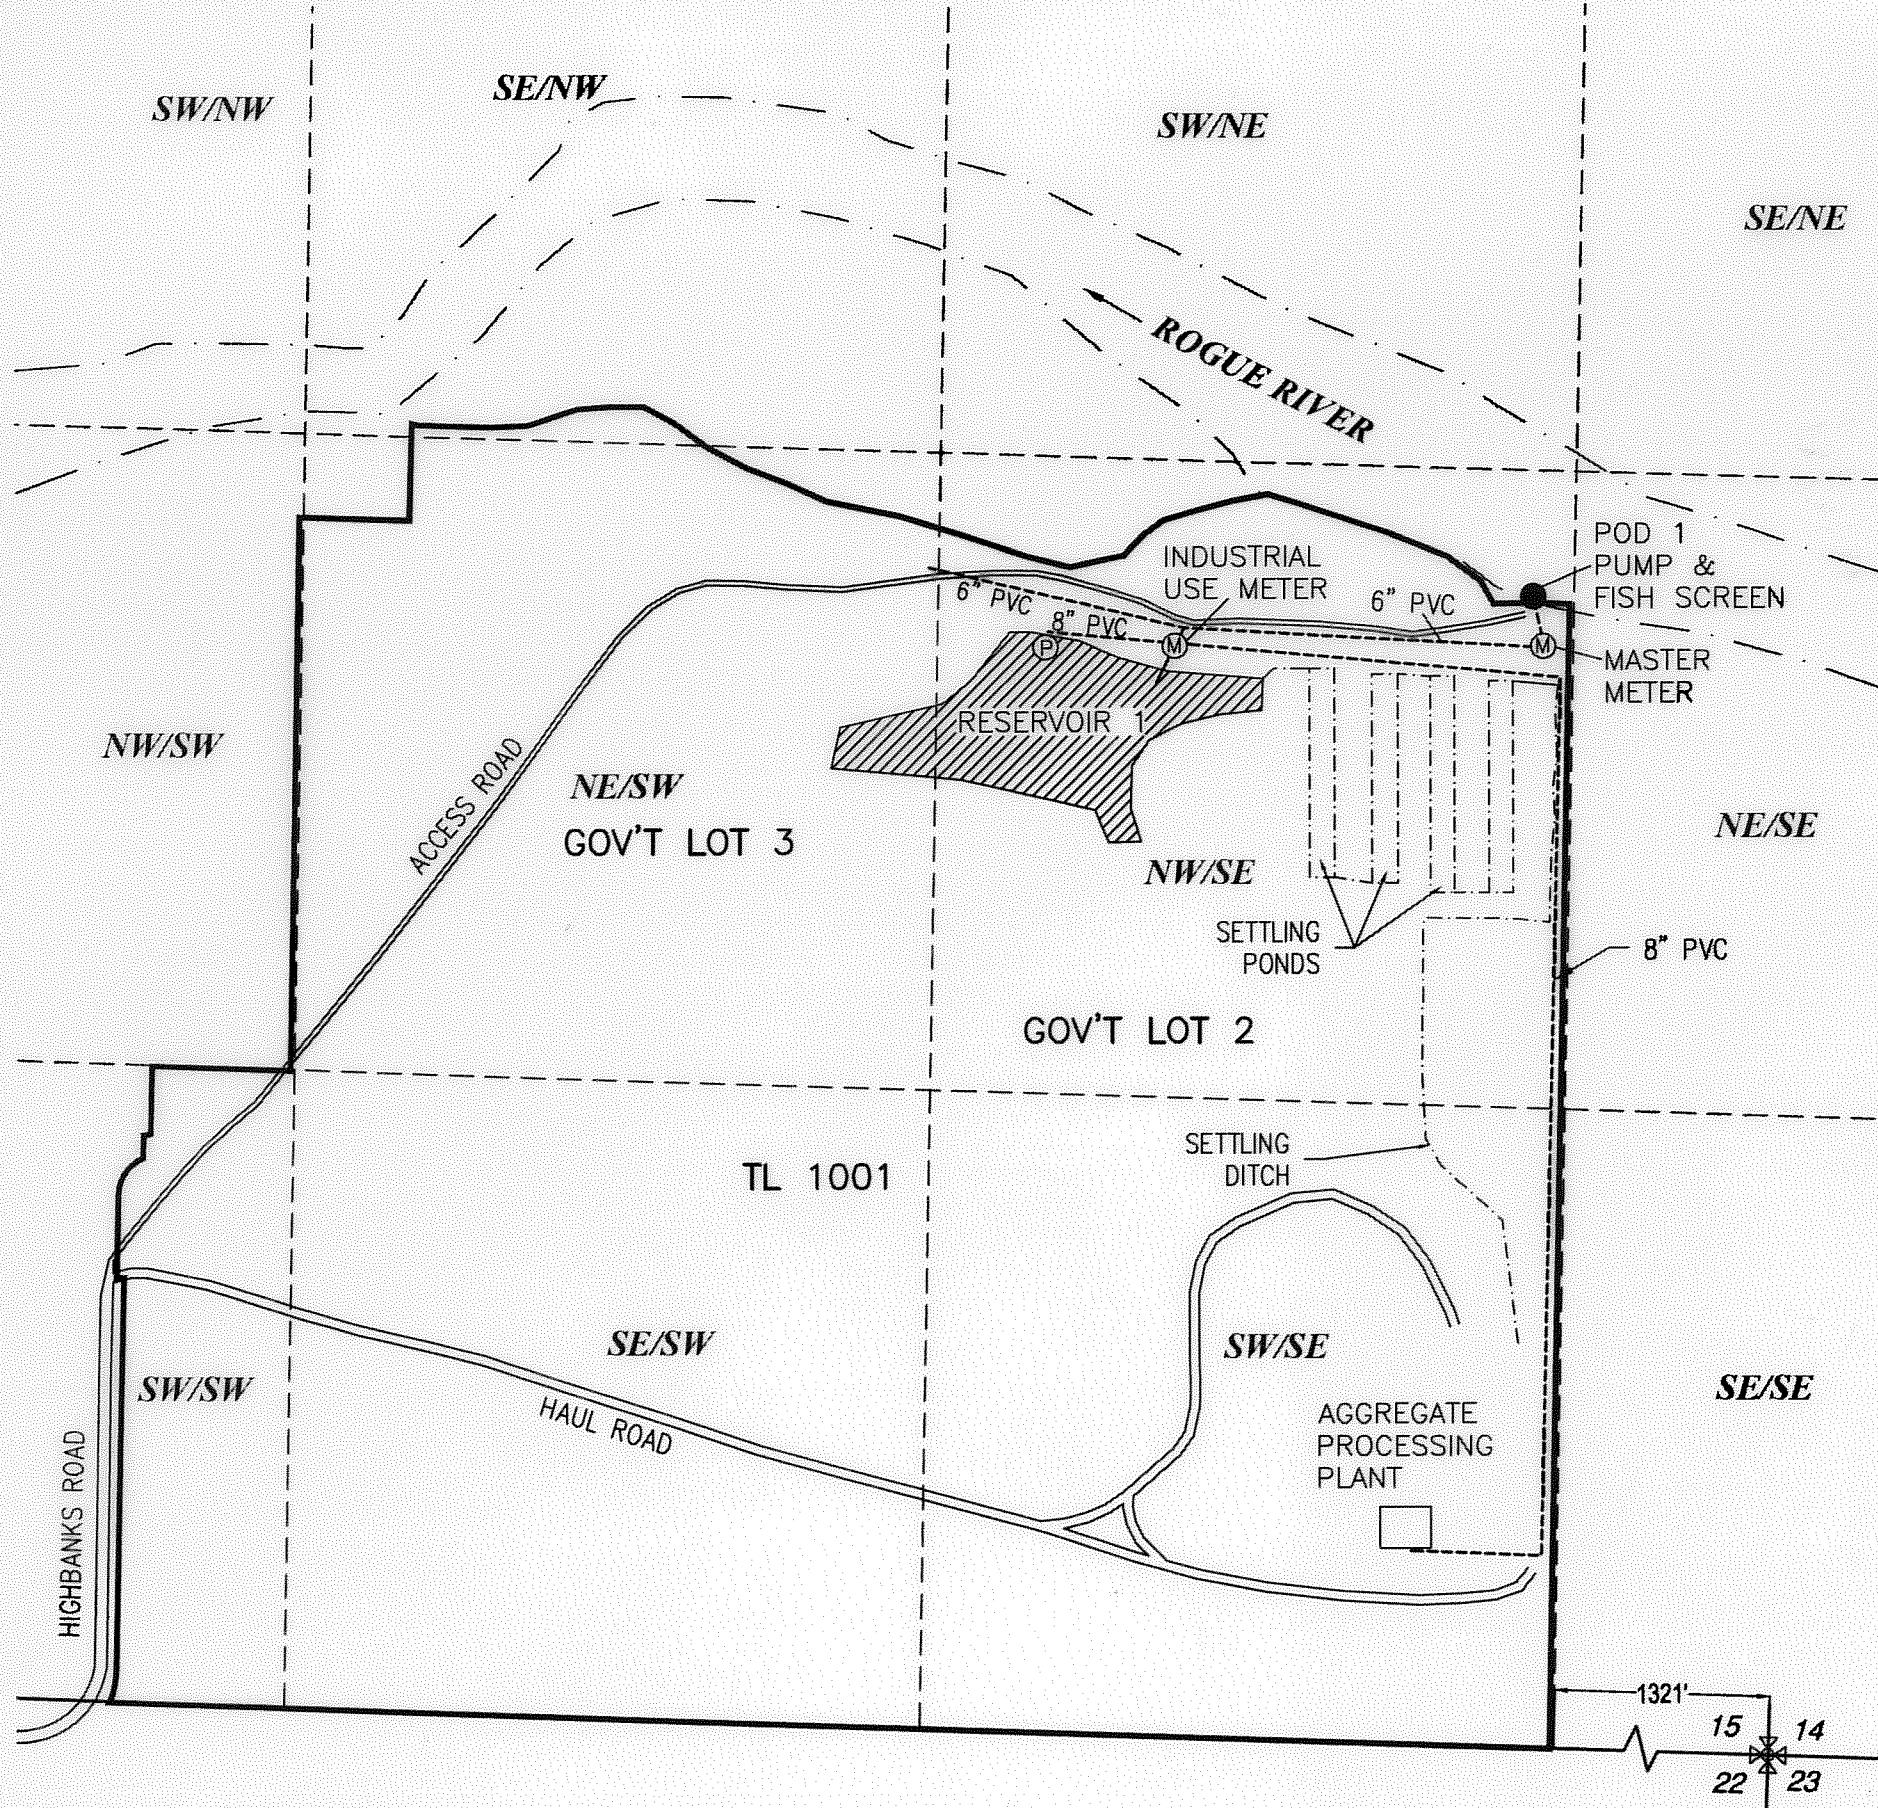 SW/NW
SE/NW
SW/NE
SE/NE
ROGUE RIVER
POD 1
PUMP &
FISH SCREEN
INDUSTRIAL
USE METER
6" PVC
6" PVC
8" PVC
P
M
M
MASTER
METER
RESERVOIR 1
NW/SW
ACCESS ROAD
NE/SW
GOV'T LOT 3
NW/SE
NE/SE
SETTLING
PONDS
8" PVC
GOV'T LOT 2
SETTLING
DITCH
TL 1001
SE/SW
SW/SE
SW/SW
SE/SE
HAUL ROAD
AGGREGATE
PROCESSING
PLANT
HIGHBANKS ROAD
1321'
15
14
22
23